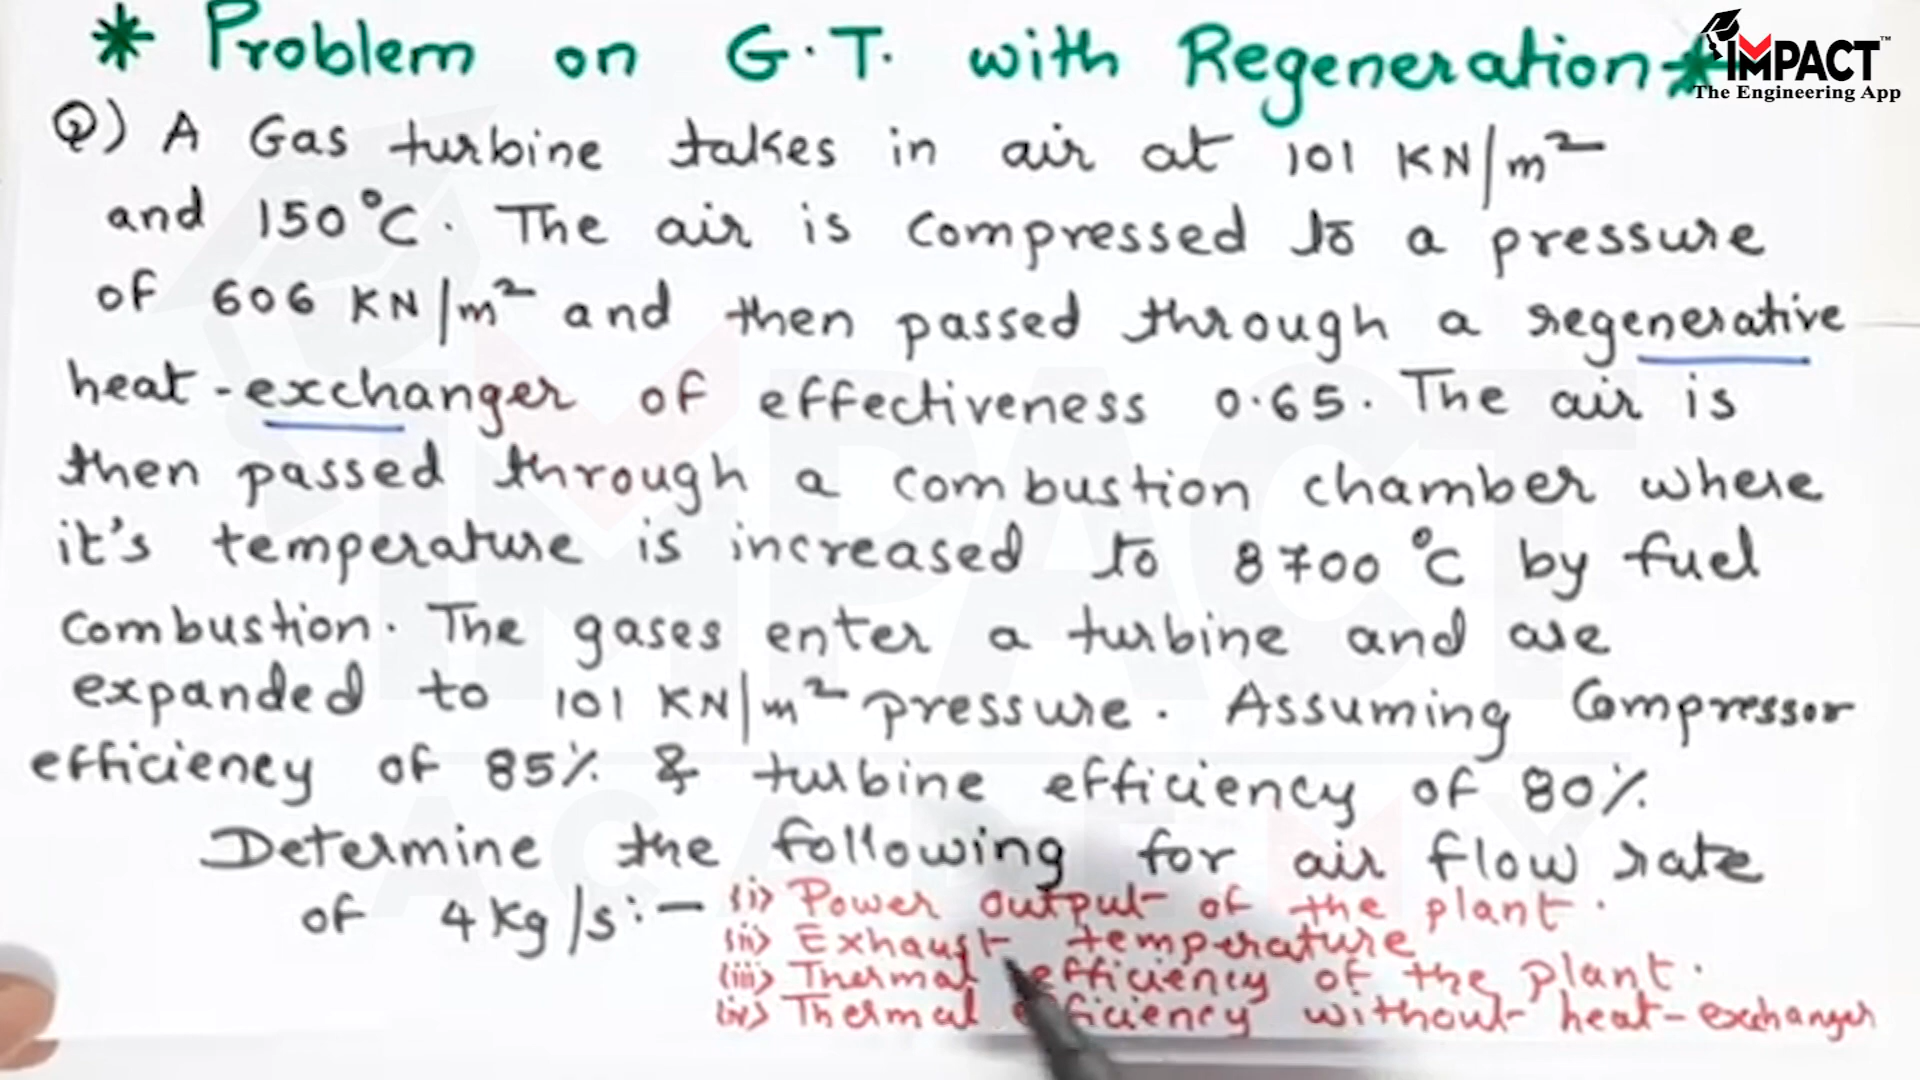 * Problem on G.T. with Regeneration *
IMPACT™
The Engineering App
Q) A Gas turbine takes in air at 101 KN/m²
and 150°C. The air is compressed to a pressure
of 606 KN/m² and then passed through a regenerative
heat-exchanger of effectiveness 0.65. The air is
then passed through a combustion chamber where
it's temperature is increased to 8700 °C by fuel
combustion. The gases enter a turbine and are
expanded to 101 KN/m² pressure. Assuming Compressor
efficiency of 85% & turbine efficiency of 80%.
Determine the following for air flow rate
of 4 kg/s:- (i) Power output of the plant.
(ii) Exhaust temperature
(iii) Thermal efficiency of the plant.
(iv) Thermal efficiency without heat-exchanger
IMPACT
ACADEMY